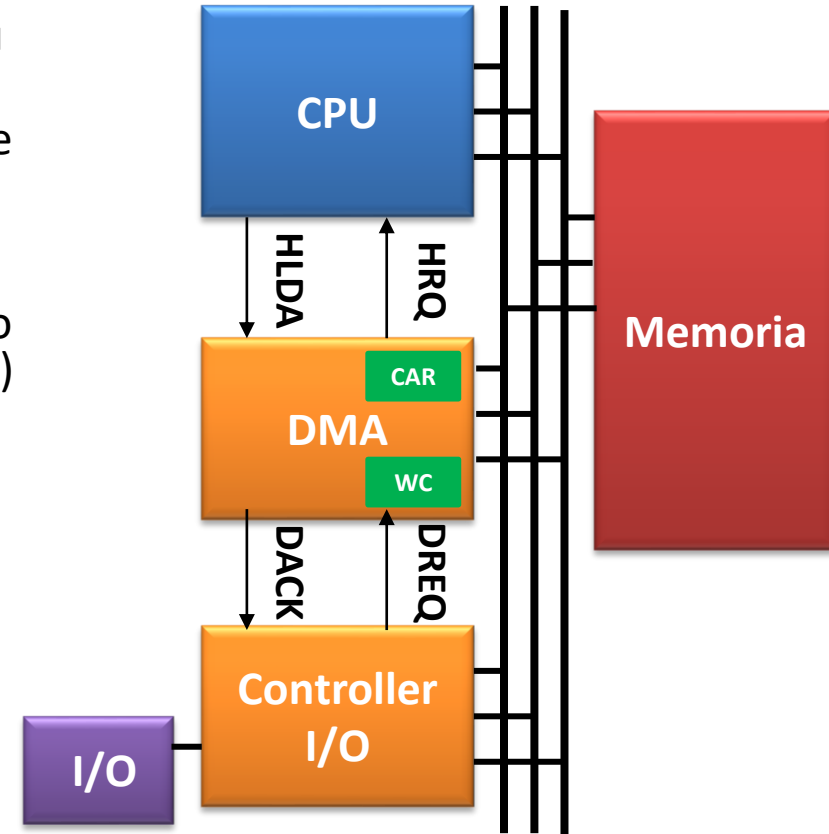 CPU
e
HLDA
HRQ
o
)
CAR
DMA
WC
Memoria
DACK
DREQ
Controller
I/O
I/O